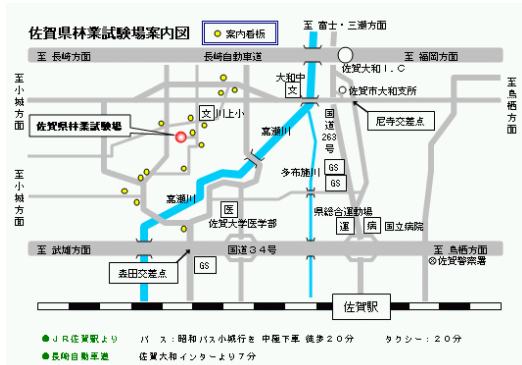 至 富士・三瀬方面
佐賀県林業試験場案内図
案内看板
至 長崎方面
長崎自動車道
至 福岡方面
佐賀大和I.C
至小城方面
大和中
文
佐賀市大和支所
至鳥栖方面
文
川上小
佐賀県林業試験場
嘉瀬川
国道263号
尼寺交差点
多布施川
GS
GS
至小城方面
嘉瀬川
医
佐賀大学医学部
県総合運動場
運
病
国立病院
至 武雄方面
国道34号
至 鳥栖方面
佐賀警察署
森田交差点
GS
佐賀駅
●JR佐賀駅より バス：昭和バス小城行き 中極下車 徒歩20分 タクシー：20分
●長崎自動車道 佐賀大和インターより7分